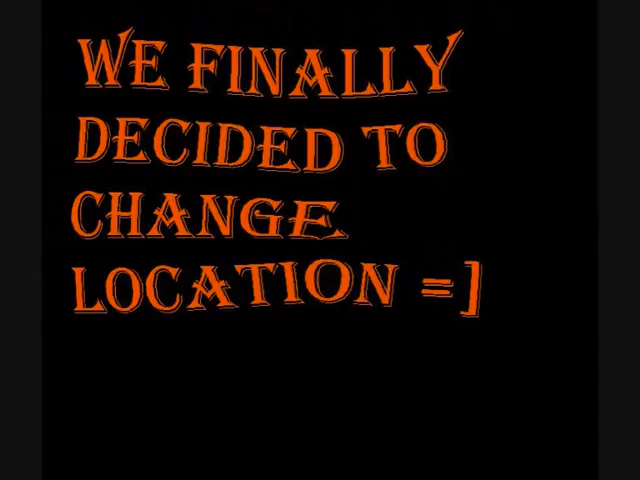 WE FINALLY
DECIDED TO
CHANGE
LOCATION =]